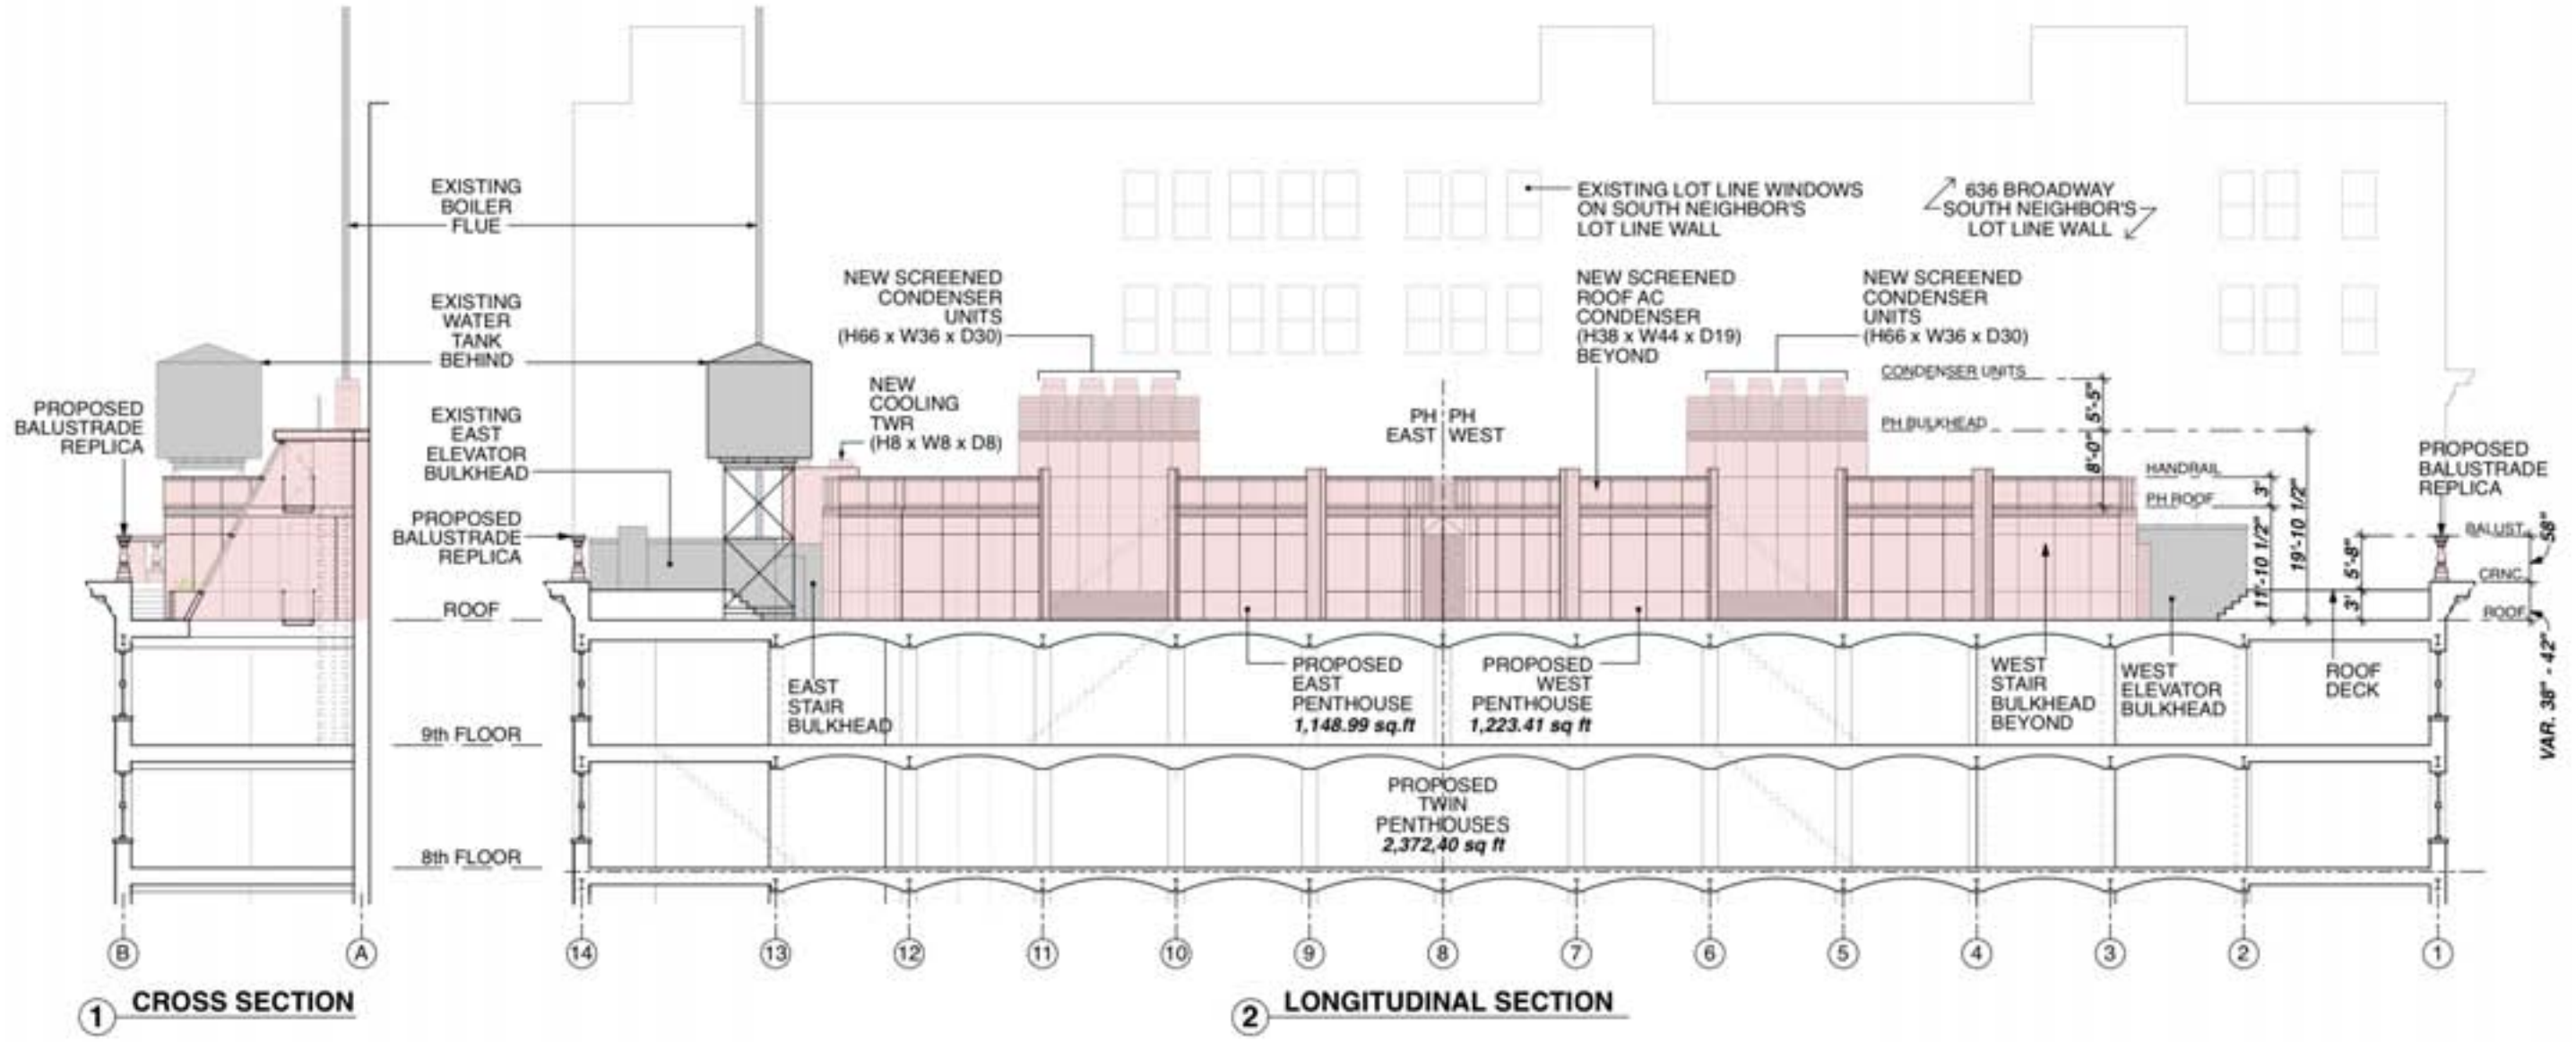 EXISTING
BOILER
FLUE
EXISTING
WATER
TANK
BEHIND
PROPOSED
BALUSTRADE
REPLICA
EXISTING
EAST
ELEVATOR
BULKHEAD
PROPOSED
BALUSTRADE
REPLICA
ROOF
9th FLOOR
8th FLOOR
NEW SCREENED
CONDENSER
UNITS
(H66 x W36 x D30)
NEW
COOLING
TWR
(H8 x W8 x D8)
EXISTING LOT LINE WINDOWS
ON SOUTH NEIGHBOR'S
LOT LINE WALL
636 BROADWAY
SOUTH NEIGHBOR'S
LOT LINE WALL
NEW SCREENED
ROOF AC
CONDENSER
(H38 x W44 x D19)
BEYOND
NEW SCREENED
CONDENSER
UNITS
(H66 x W36 x D30)
PH EAST
PH WEST
CONDENSER UNITS
5'-5"
PH BULKHEAD
8'-0"
HANDRAIL
3'
PH ROOF
11'-10 1/2"
19'-10 1/2"
PROPOSED
BALUSTRADE
REPLICA
BALUST.
58"
5'-8"
CRNC.
3'
ROOF
VAR. 38" - 42"
EAST
STAIR
BULKHEAD
PROPOSED
EAST
PENTHOUSE
1,148.99 sq.ft
PROPOSED
WEST
PENTHOUSE
1,223.41 sq ft
WEST
STAIR
BULKHEAD
BEYOND
WEST
ELEVATOR
BULKHEAD
ROOF
DECK
PROPOSED
TWIN
PENTHOUSES
2,372.40 sq ft
B A 14 13 12 11 10 9 8 7 6 5 4 3 2 1
1 CROSS SECTION
2 LONGITUDINAL SECTION